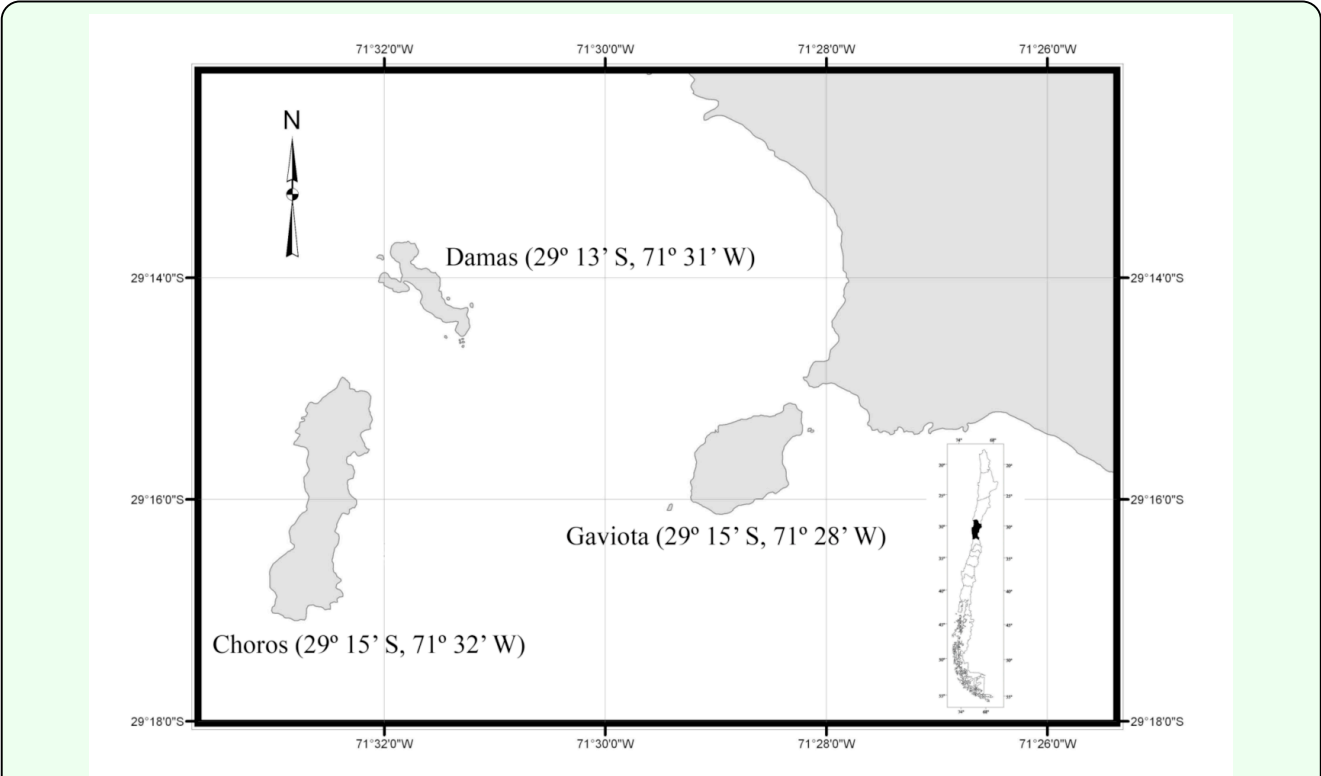 71°32'0"W 71°30'0"W 71°28'0"W 71°26'0"W
N
Damas (29º 13’ S, 71º 31’ W)
29°14'0"S 29°14'0"S
29°16'0"S 29°16'0"S
Gaviota (29º 15’ S, 71º 28’ W)
Choros (29º 15’ S, 71º 32’ W)
29°18'0"S 29°18'0"S
71°32'0"W 71°30'0"W 71°28'0"W 71°26'0"W